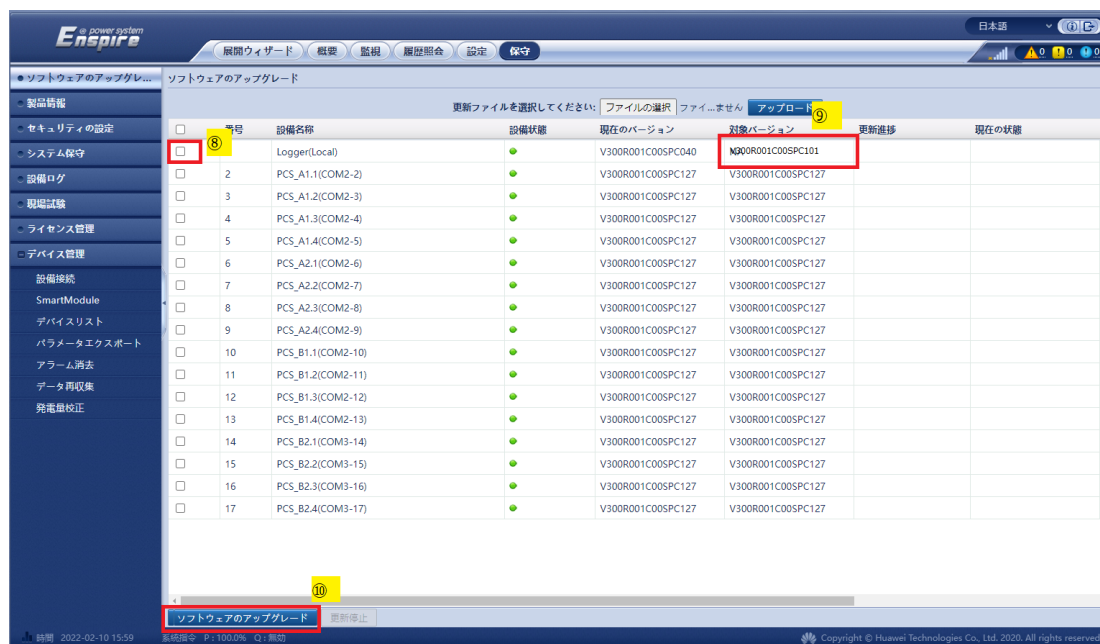 Enspire e power system
日本語
展開ウィザード 概要 監視 履歴照会 設定 保守
0 0 0
ソフトウェアのアップグレ... ソフトウェアのアップグレード
製品情報
セキュリティの設定
システム保守
設備ログ
現場試験
ライセンス管理
デバイス管理
設備接続
SmartModule
デバイスリスト
パラメータエクスポート
アラーム消去
データ再収集
発電量校正
更新ファイルを選択してください: ファイルの選択 ファイ...ません アップロード
⑨
番号 設備名称 設備状態 現在のバージョン 対象バージョン 更新進捗 現在の状態
⑧
Logger(Local) V300R001C00SPC040 V300R001C00SPC101
2 PCS_A1.1(COM2-2) V300R001C00SPC127 V300R001C00SPC127
3 PCS_A1.2(COM2-3) V300R001C00SPC127 V300R001C00SPC127
4 PCS_A1.3(COM2-4) V300R001C00SPC127 V300R001C00SPC127
5 PCS_A1.4(COM2-5) V300R001C00SPC127 V300R001C00SPC127
6 PCS_A2.1(COM2-6) V300R001C00SPC127 V300R001C00SPC127
7 PCS_A2.2(COM2-7) V300R001C00SPC127 V300R001C00SPC127
8 PCS_A2.3(COM2-8) V300R001C00SPC127 V300R001C00SPC127
9 PCS_A2.4(COM2-9) V300R001C00SPC127 V300R001C00SPC127
10 PCS_B1.1(COM2-10) V300R001C00SPC127 V300R001C00SPC127
11 PCS_B1.2(COM2-11) V300R001C00SPC127 V300R001C00SPC127
12 PCS_B1.3(COM2-12) V300R001C00SPC127 V300R001C00SPC127
13 PCS_B1.4(COM2-13) V300R001C00SPC127 V300R001C00SPC127
14 PCS_B2.1(COM3-14) V300R001C00SPC127 V300R001C00SPC127
15 PCS_B2.2(COM3-15) V300R001C00SPC127 V300R001C00SPC127
16 PCS_B2.3(COM3-16) V300R001C00SPC127 V300R001C00SPC127
17 PCS_B2.4(COM3-17) V300R001C00SPC127 V300R001C00SPC127
⑩
ソフトウェアのアップグレード 更新停止
時間 2022-02-10 15:59 系統指令 P : 100.0% Q : 無効 Copyright © Huawei Technologies Co., Ltd. 2020. All rights reserved